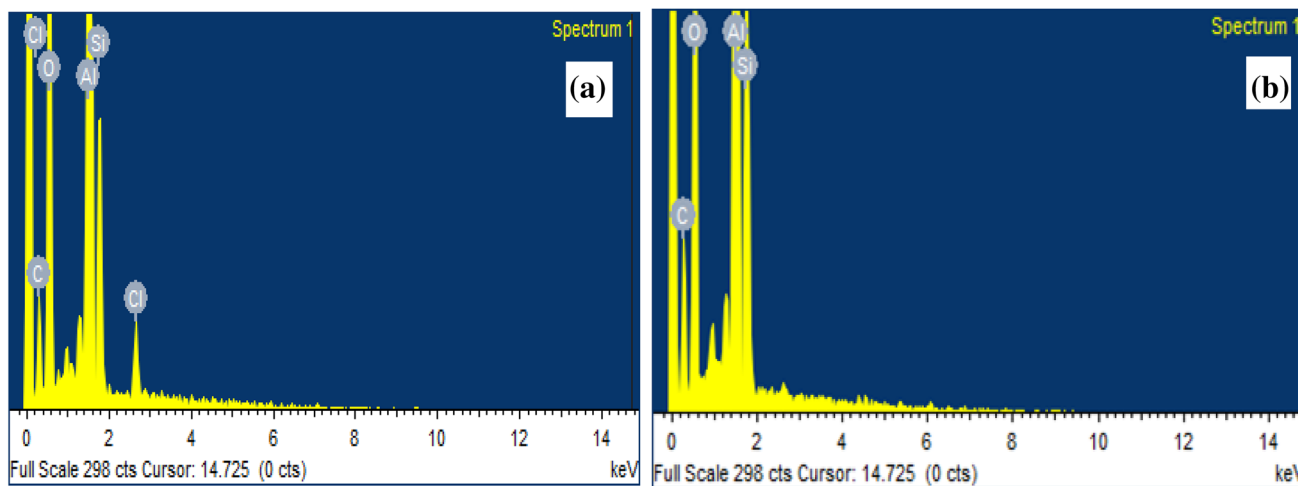 Spectrum 1
(a)
Cl
O
C
Al
Si
Cl
0 2 4 6 8 10 12 14
Full Scale 298 cts Cursor: 14.725 (0 cts) keV
Spectrum 1
(b)
C
O
Al
Si
0 2 4 6 8 10 12 14
Full Scale 298 cts Cursor: 14.725 (0 cts) keV